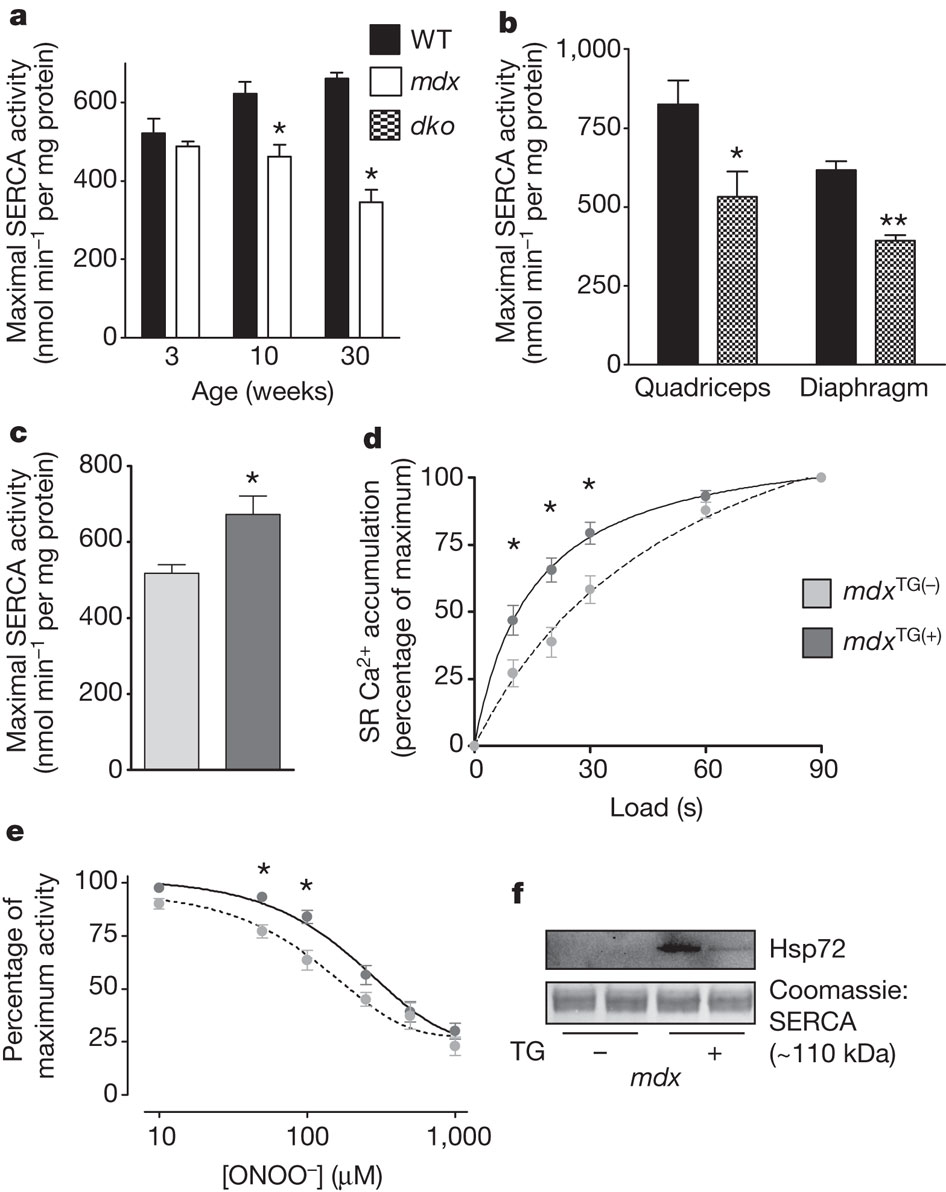 a
WT
mdx
dko
Maximal SERCA activity
(nmol min–1 per mg protein)
600
400
200
0
*
*
3 10 30
Age (weeks)
b
Maximal SERCA activity
(nmol min–1 per mg protein)
1,000
750
500
250
0
*
**
Quadriceps Diaphragm
c
Maximal SERCA activity
(nmol min–1 per mg protein)
800
600
400
200
0
*
d
SR Ca2+ accumulation
(percentage of maximum)
100
75
50
25
0
* * *
0 30 60 90
Load (s)
mdxTG(–)
mdxTG(+)
e
Percentage of
maximum activity
100
75
50
25
0
* *
10 100 1,000
[ONOO–] (μM)
f
Hsp72
Coomassie:
SERCA
(~110 kDa)
TG – +
mdx